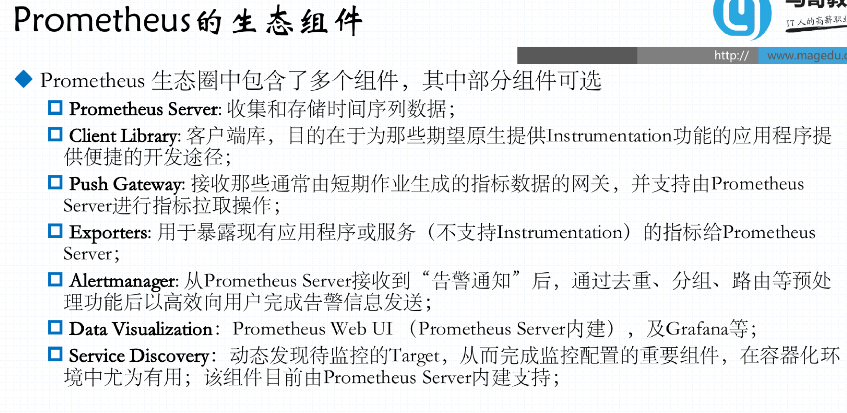 Prometheus的生态组件
IT人的高薪职业
http:// www.magedu.c
Prometheus 生态圈中包含了多个组件，其中部分组件可选
Prometheus Server: 收集和存储时间序列数据；
Client Library: 客户端库，目的在于为那些期望原生提供Instrumentation功能的应用程序提
供便捷的开发途径；
Push Gateway: 接收那些通常由短期作业生成的指标数据的网关，并支持由Prometheus
Server进行指标拉取操作；
Exporters: 用于暴露现有应用程序或服务（不支持Instrumentation）的指标给Prometheus
Server；
Alertmanager: 从Prometheus Server接收到“告警通知”后，通过去重、分组、路由等预处
理功能后以高效向用户完成告警信息发送；
Data Visualization：Prometheus Web UI （Prometheus Server内建），及Grafana等；
Service Discovery：动态发现待监控的Target，从而完成监控配置的重要组件，在容器化环
境中尤为有用；该组件目前由Prometheus Server内建支持；